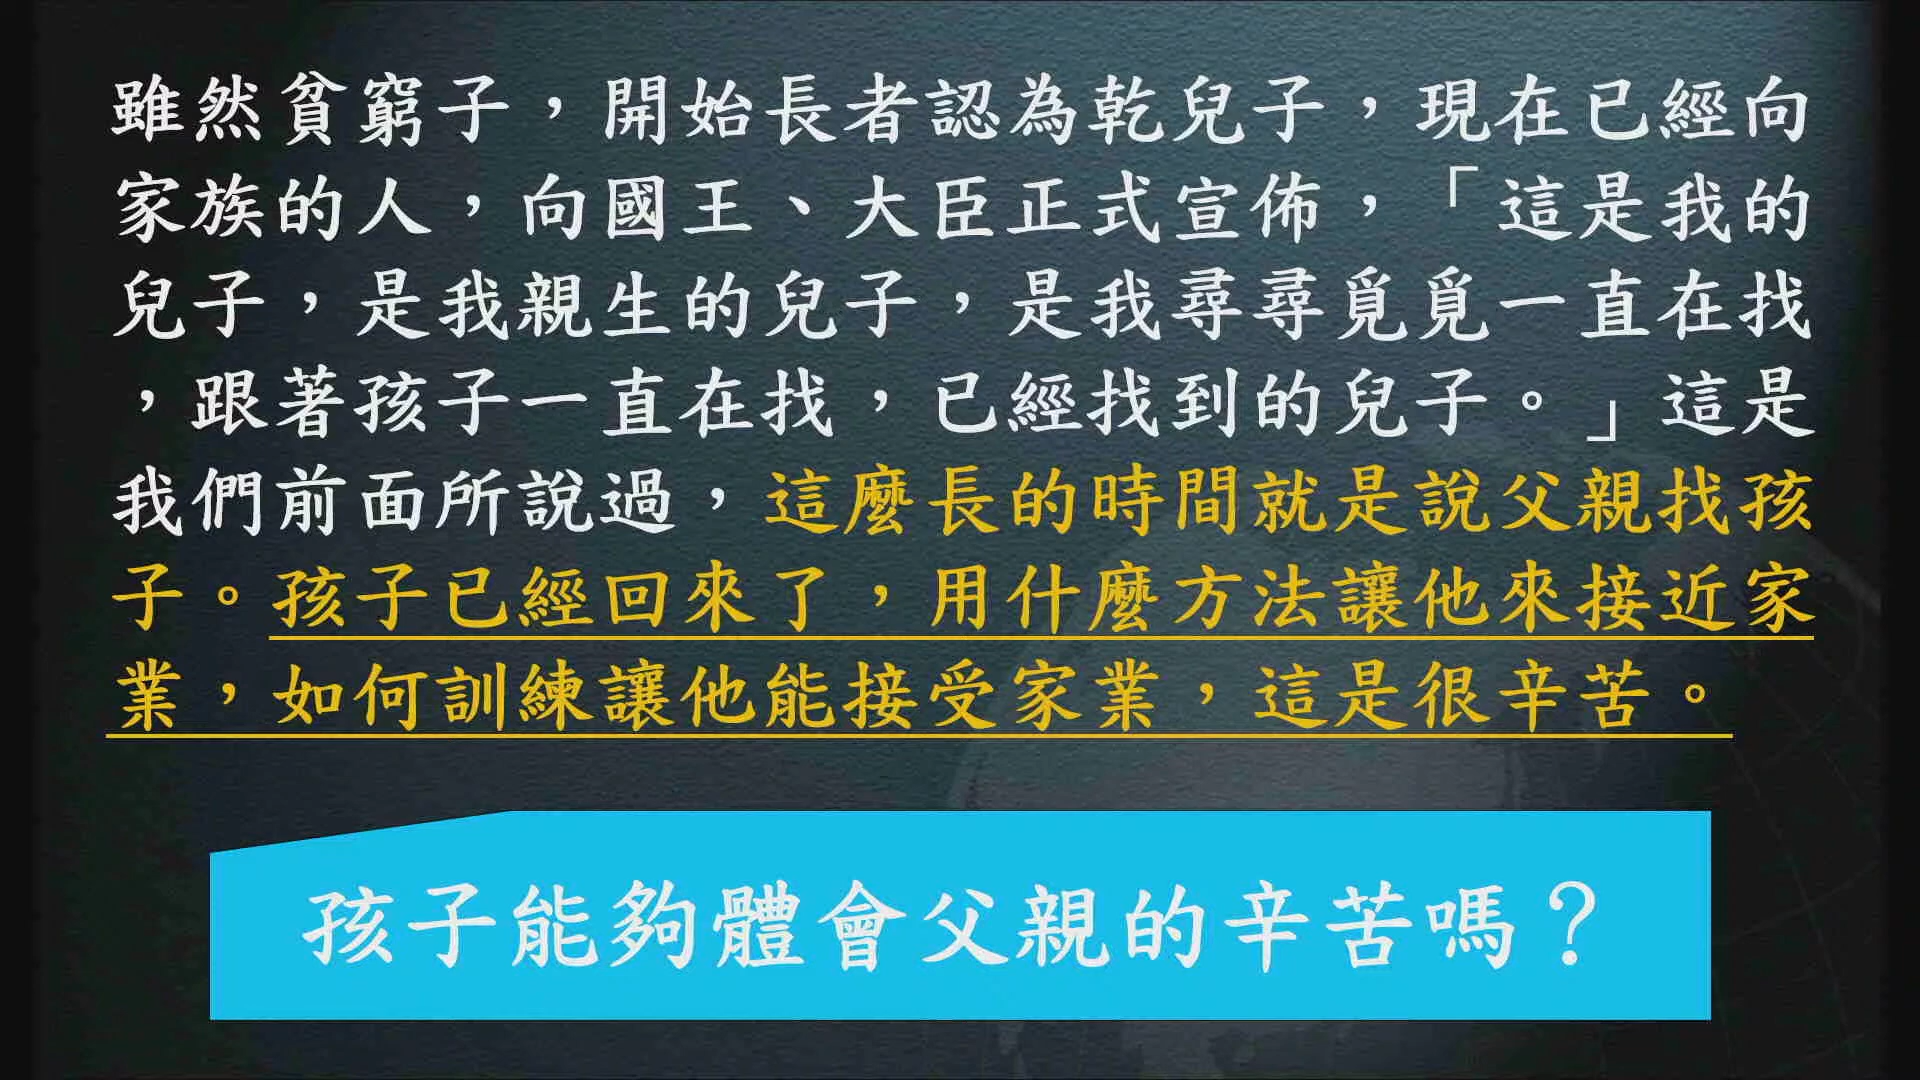 雖然貧窮子，開始長者認為乾兒子，現在已經向
家族的人，向國王、大臣正式宣佈，「這是我的
兒子，是我親生的兒子，是我尋尋覓覓一直在找
，跟著孩子一直在找，已經找到的兒子。」這是
我們前面所說過，這麼長的時間就是說父親找孩
子。孩子已經回來了，用什麼方法讓他來接近家
業，如何訓練讓他能接受家業，這是很辛苦。
孩子能夠體會父親的辛苦嗎？